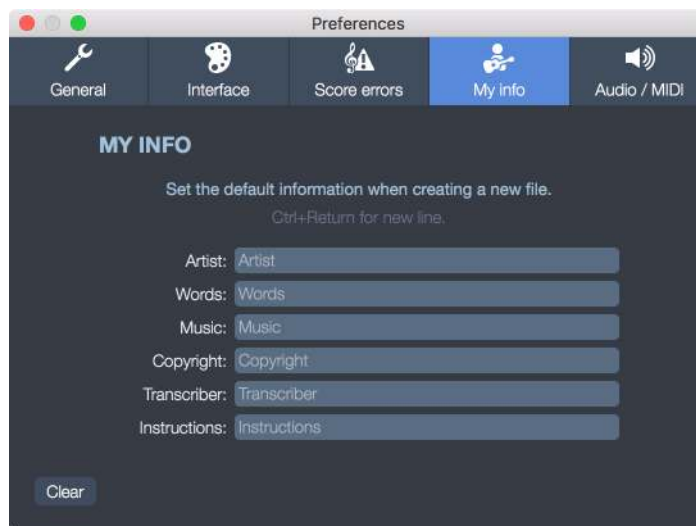 Preferences
General Interface Score errors My info Audio / MIDI
MY INFO
Set the default information when creating a new file.
Ctrl+Return for new line.
Artist: Artist
Words: Words
Music: Music
Copyright: Copyright
Transcriber: Transcriber
Instructions: Instructions
Clear